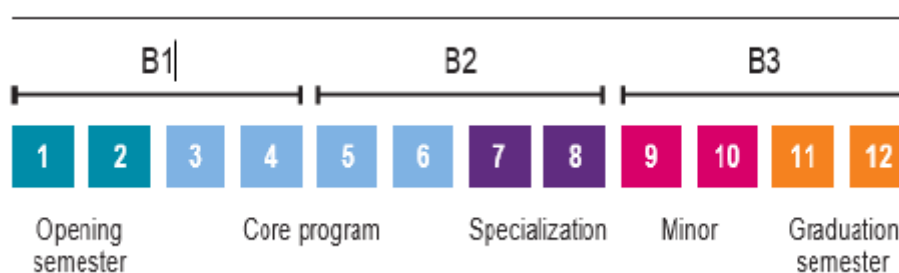 B1 B2 B3
1 2 3 4 5 6 7 8 9 10 11 12
Opening Core program Specialization Minor Graduation
semester semester